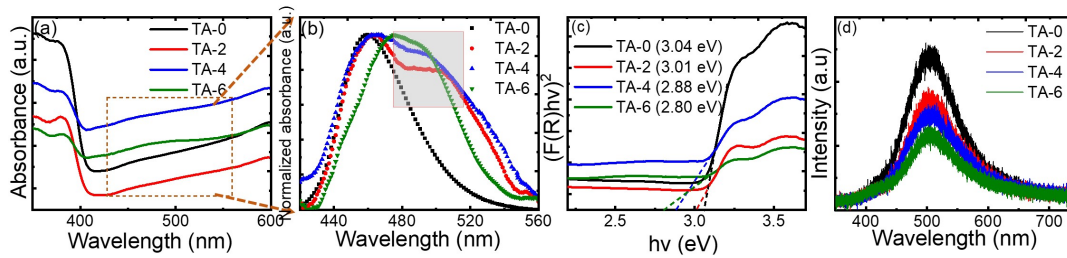 (a)
TA-0
TA-2
TA-4
TA-6
Absorbance (a.u.)
400 500 600
Wavelength (nm)
(b)
TA-0
TA-2
TA-4
TA-6
Normalized absorbance (a.u.)
440 480 520 560
Wavelength (nm)
(c)
TA-0 (3.04 eV)
TA-2 (3.01 eV)
TA-4 (2.88 eV)
TA-6 (2.80 eV)
(F(R)hν)²
2.5 3.0 3.5
hν (eV)
(d)
TA-0
TA-2
TA-4
TA-6
Intensity (a.u)
400 500 600 700
Wavelength (nm)